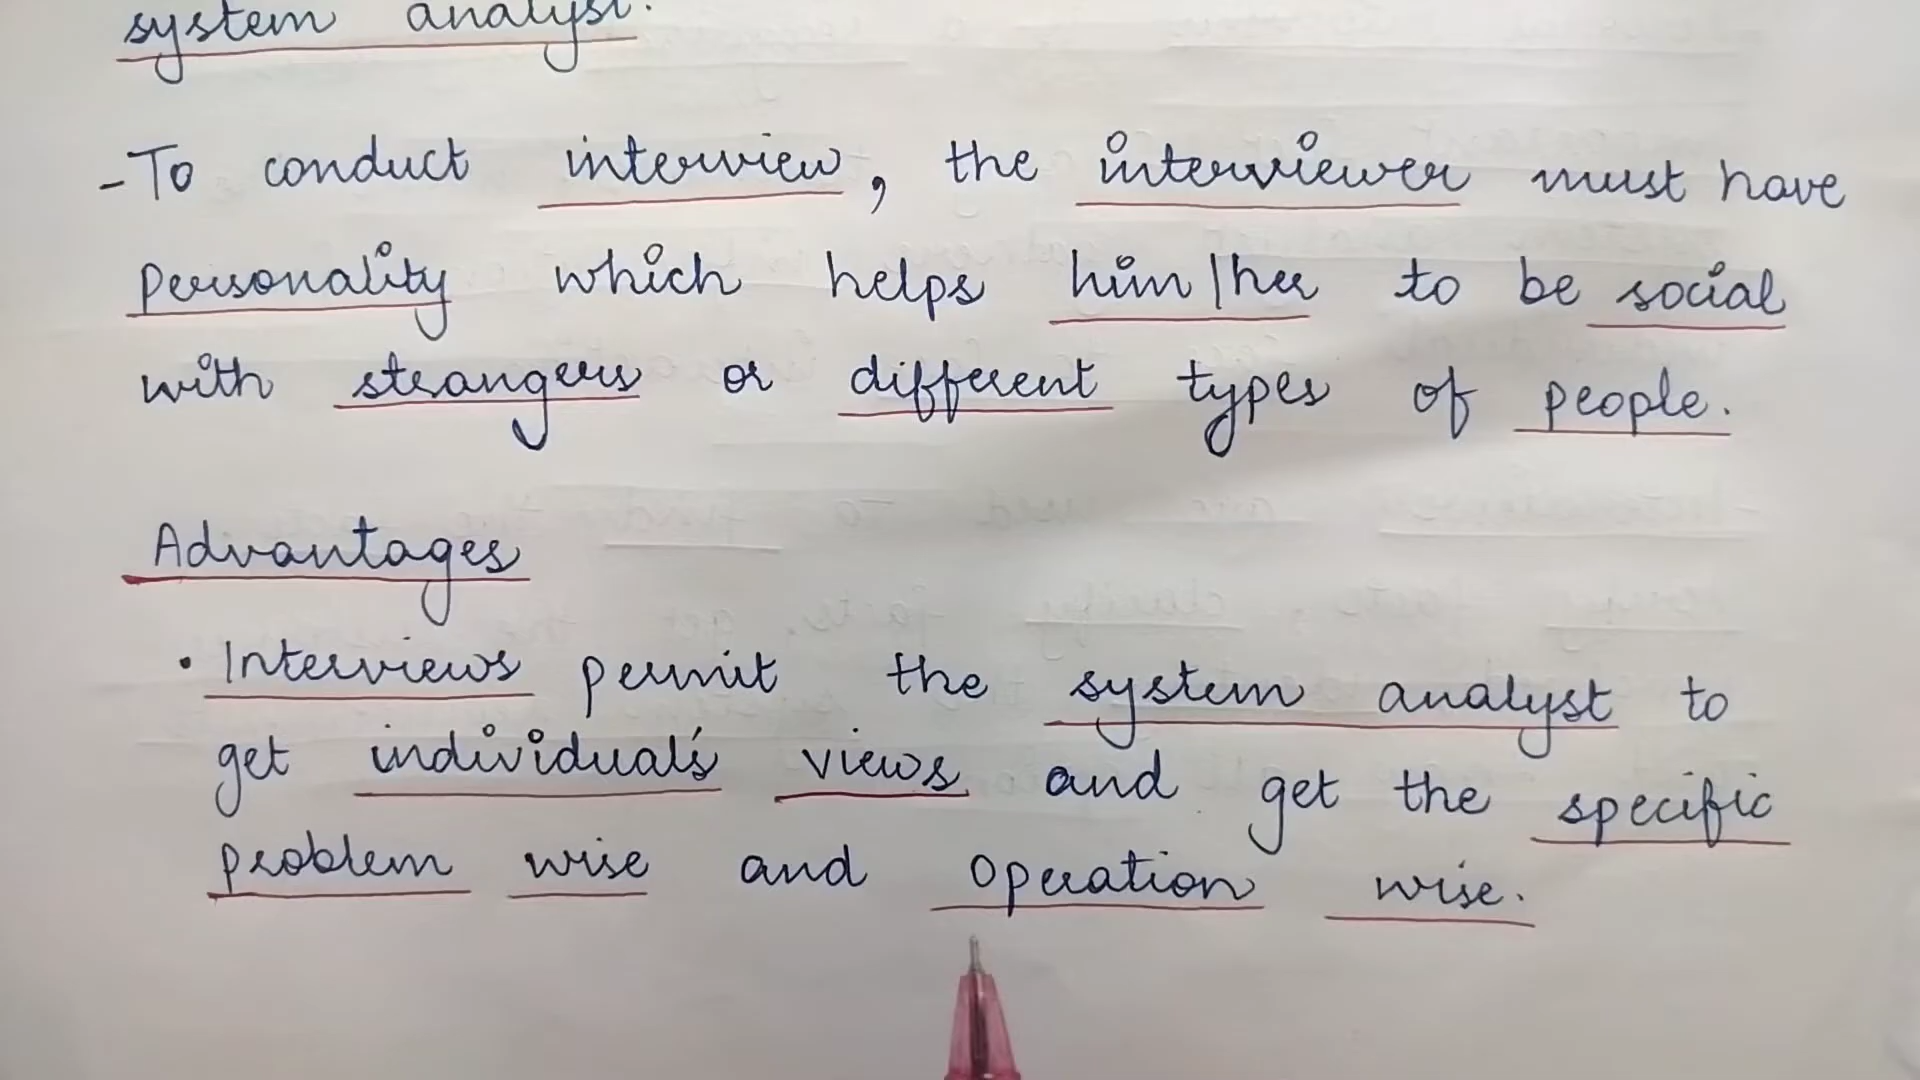 system analyst.
- To conduct interview, the interviewer must have
personality which helps him/her to be social
with strangers or different types of people.
Advantages
• Interviews permit the system analyst to
get individual's views and get the specific
problem wise and operation wise.